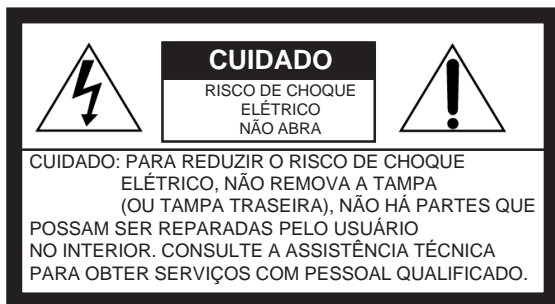 CUIDADO
RISCO DE CHOQUE
ELÉTRICO
NÃO ABRA
CUIDADO: PARA REDUZIR O RISCO DE CHOQUE
ELÉTRICO, NÃO REMOVA A TAMPA
(OU TAMPA TRASEIRA), NÃO HÁ PARTES QUE
POSSAM SER REPARADAS PELO USUÁRIO
NO INTERIOR. CONSULTE A ASSISTÊNCIA TÉCNICA
PARA OBTER SERVIÇOS COM PESSOAL QUALIFICADO.